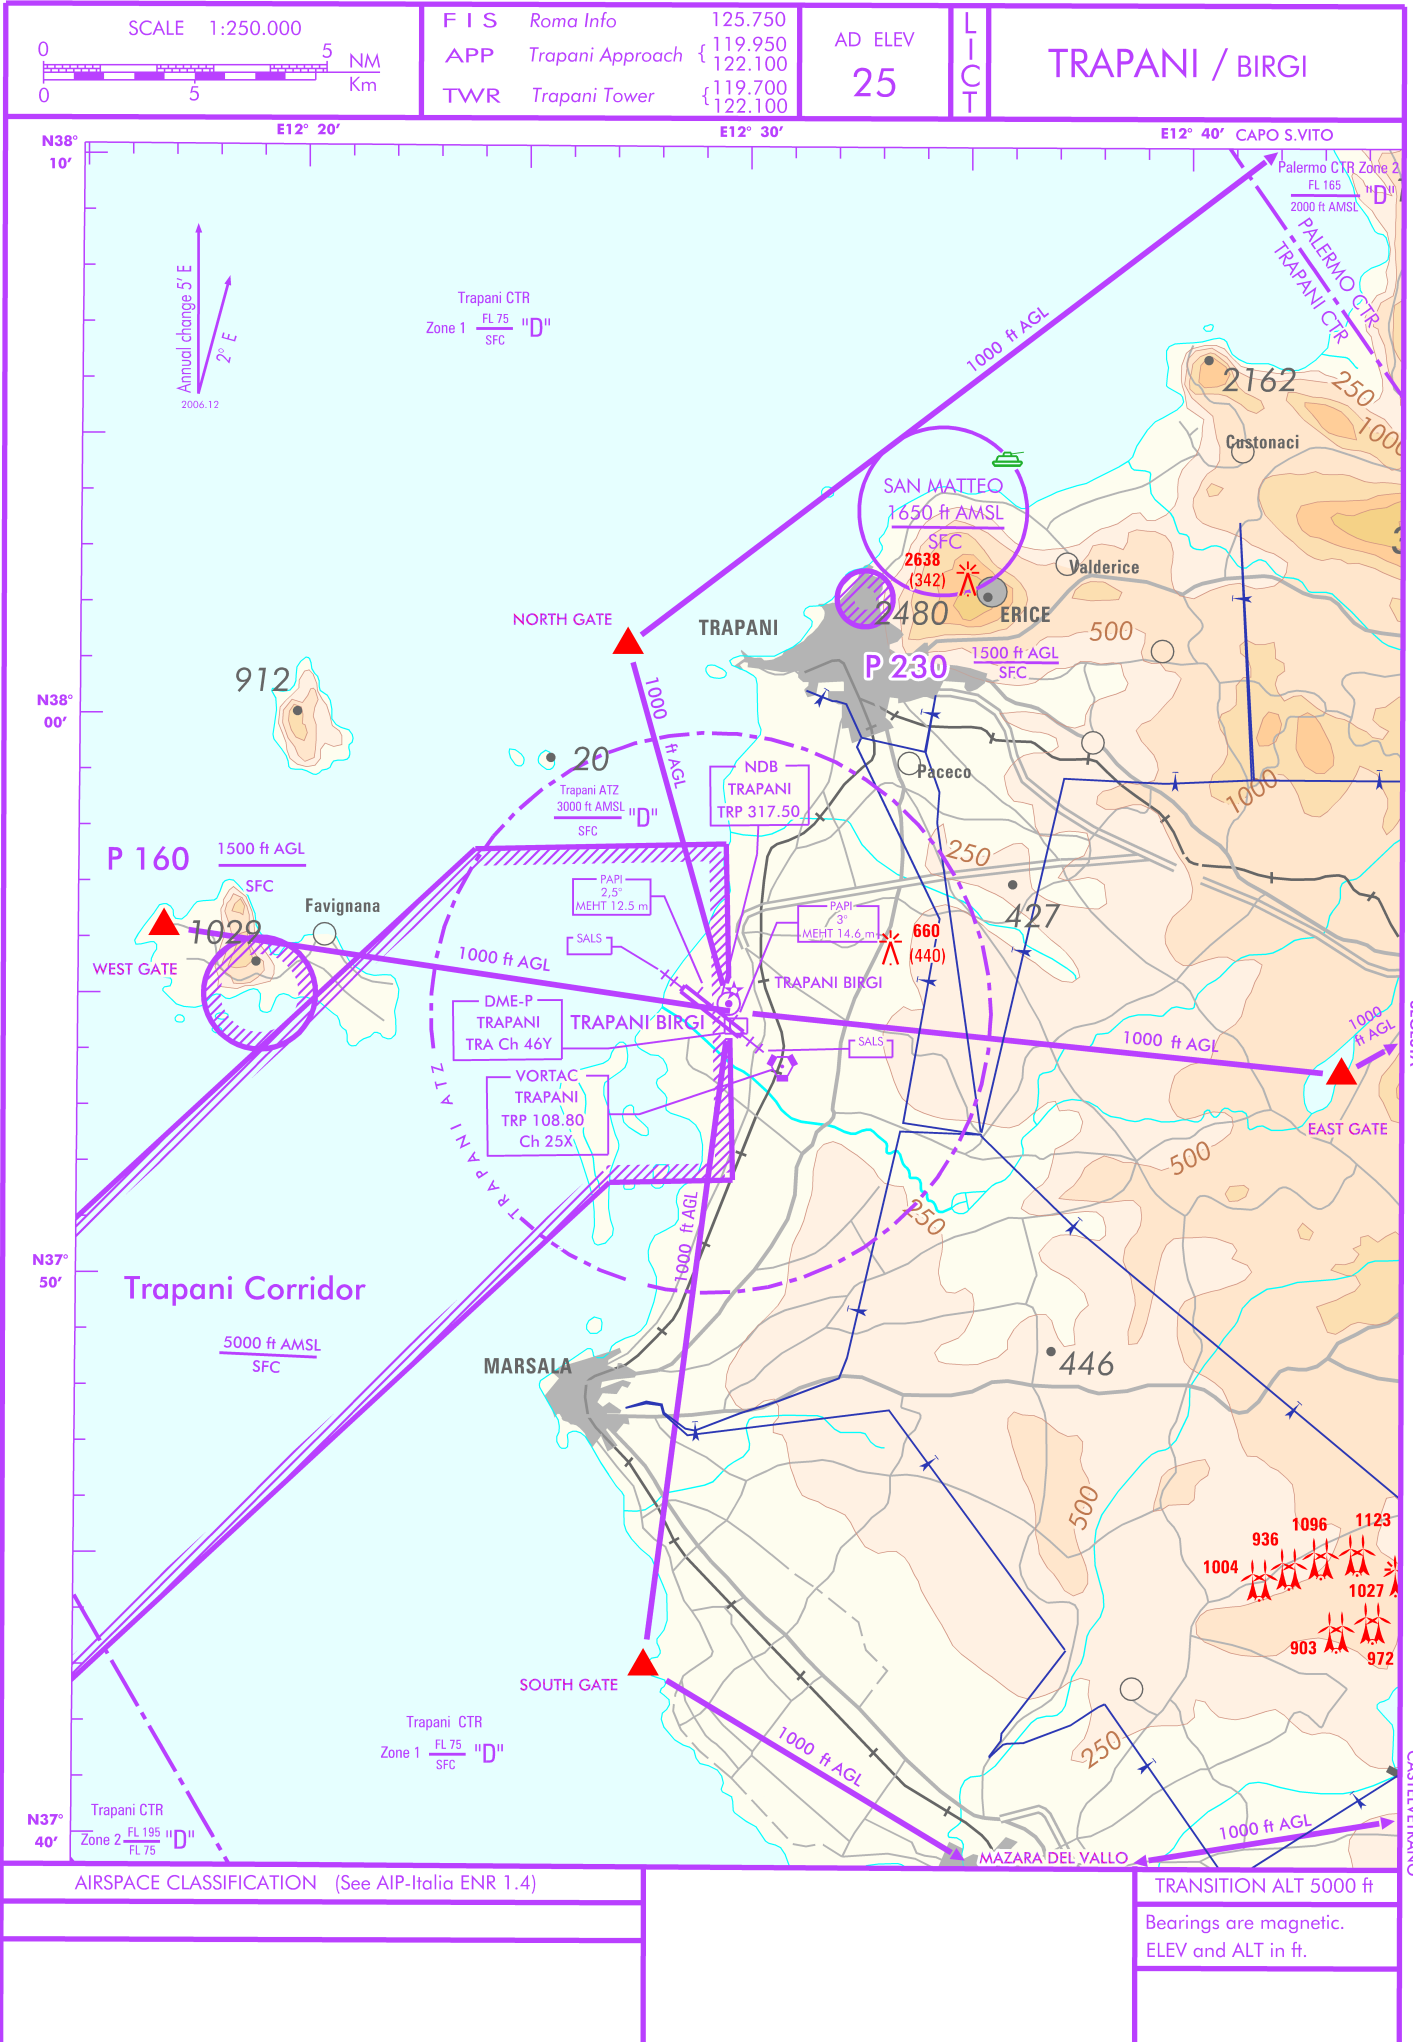 SCALE 1:250.000
0 5 NM
Km
0 5
F I S Roma Info 125.750
APP Trapani Approach { 119.950
122.100
TWR Trapani Tower { 119.700
122.100
AD ELEV
25
LICT
TRAPANI / BIRGI
E12° 20' E12° 30' E12° 40' CAPO S.VITO
N38°
10'
Palermo CTR Zone 2
FL 165
2000 ft AMSL
"D"
PALERMO CTR
TRAPANI CTR
Annual change 5' E
2° E
2006.12
Trapani CTR
Zone 1 FL 75 "D"
SFC
1000 ft AGL
2162
250
1000
Custonaci
SAN MATTEO
1650 ft AMSL
SFC
2638
(342)
Valderice
2480
ERICE
500
NORTH GATE
TRAPANI
P 230
1500 ft AGL
SFC
912
N38°
00'
1000 ft AGL
20
Trapani ATZ
3000 ft AMSL "D"
SFC
NDB
TRAPANI
TRP 317.50
Paceco
1000
250
P 160
1500 ft AGL
SFC
PAPI
2,5°
MEHT 12.5 m
427
Favignana
1029
PAPI
3°
MEHT 14.6 m
660
(440)
SALS
WEST GATE
1000 ft AGL
TRAPANI BIRGI
DME-P
TRAPANI
TRA Ch 46Y
TRAPANI BIRGI
SALS
1000 ft AGL
1000
ft AGL
VORTAC
TRAPANI
TRP 108.80
Ch 25X
TRAPANI ATZ
EAST GATE
500
250
1000 ft AGL
N37°
50'
Trapani Corridor
5000 ft AMSL
SFC
MARSALA
446
500
1123
1096
936
1004
1027
903
972
SOUTH GATE
Trapani CTR
Zone 1 FL 75 "D"
SFC
1000 ft AGL
250
N37°
40'
Trapani CTR
Zone 2 FL 195 "D"
FL 75
1000 ft AGL
MAZARA DEL VALLO
CASTELVETRANO
AIRSPACE CLASSIFICATION (See AIP-Italia ENR 1.4)
TRANSITION ALT 5000 ft
Bearings are magnetic.
ELEV and ALT in ft.